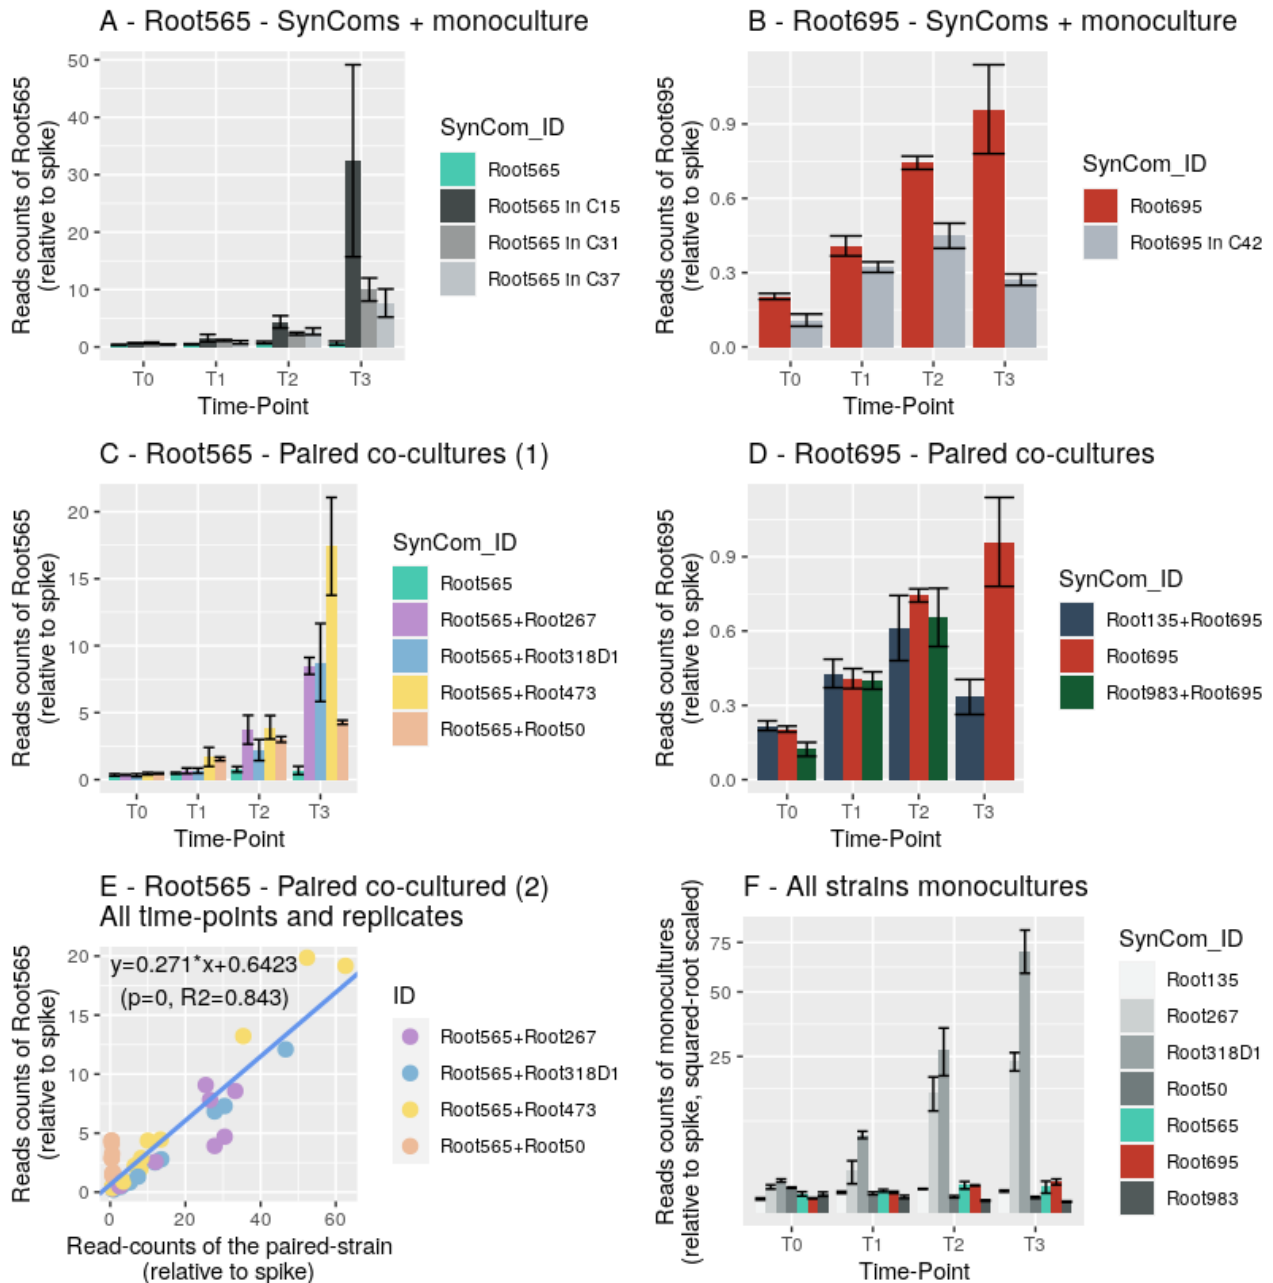 A - Root565 - SynComs + monoculture
Reads counts of Root565
(relative to spike)
50
40
30
20
10
0
T0 T1 T2 T3
Time-Point
SynCom_ID
Root565
Root565 in C15
Root565 in C31
Root565 in C37
B - Root695 - SynComs + monoculture
Reads counts of Root695
(relative to spike)
0.9
0.6
0.3
0.0
T0 T1 T2 T3
Time-Point
SynCom_ID
Root695
Root695 in C42
C - Root565 - Paired co-cultures (1)
Reads counts of Root565
(relative to spike)
20
15
10
5
0
T0 T1 T2 T3
Time-Point
SynCom_ID
Root565
Root565+Root267
Root565+Root318D1
Root565+Root473
Root565+Root50
D - Root695 - Paired co-cultures
Reads counts of Root695
(relative to spike)
0.9
0.6
0.3
0.0
T0 T1 T2 T3
Time-Point
SynCom_ID
Root135+Root695
Root695
Root983+Root695
E - Root565 - Paired co-cultured (2)
All time-points and replicates
Reads counts of Root565
(relative to spike)
20
15
10
5
0
y=0.271*x+0.6423
(p=0, R2=0.843)
0 20 40 60
Read-counts of the paired-strain
(relative to spike)
ID
Root565+Root267
Root565+Root318D1
Root565+Root473
Root565+Root50
F - All strains monocultures
Reads counts of monocultures
(relative to spike, squared-root scaled)
75
50
25
T0 T1 T2 T3
Time-Point
SynCom_ID
Root135
Root267
Root318D1
Root50
Root565
Root695
Root983